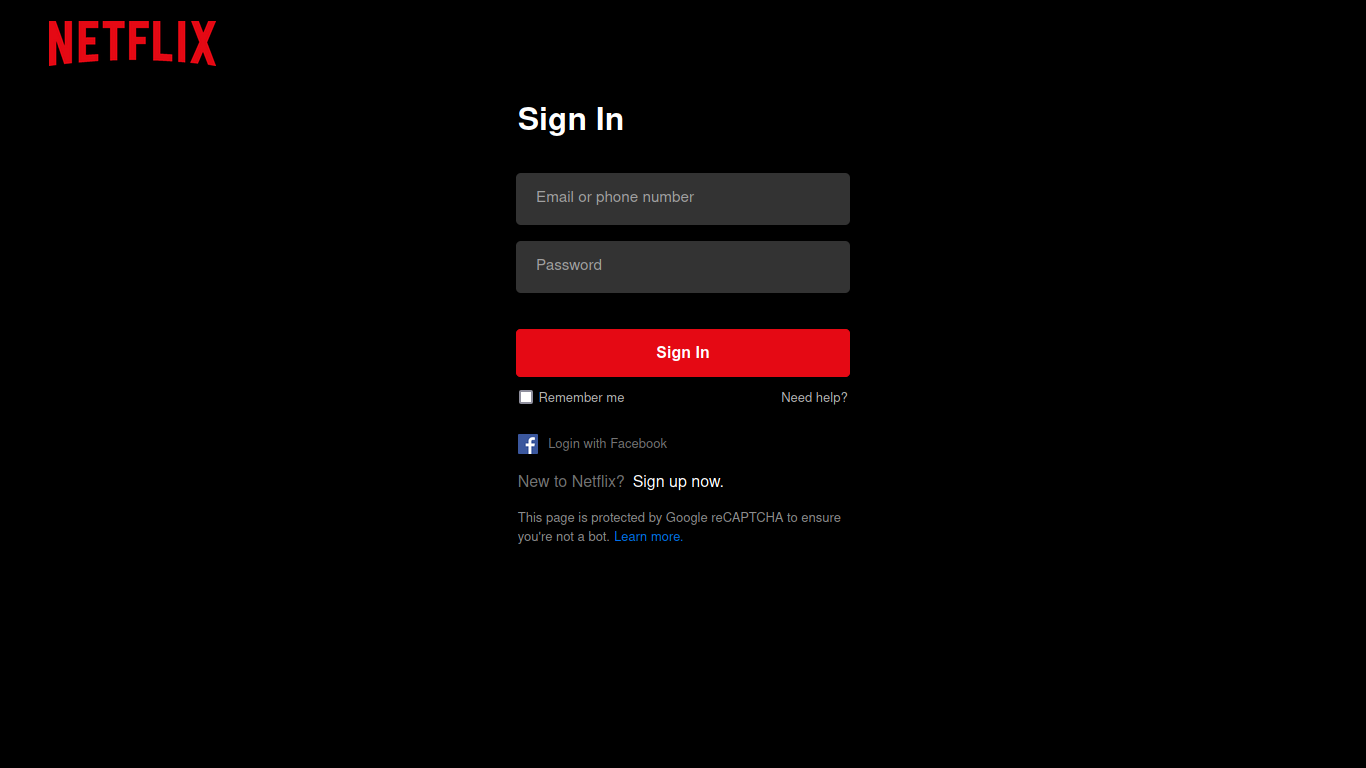 NETFLIX
Sign In
Email or phone number
Password
Sign In
Remember me Need help?
Login with Facebook
New to Netflix? Sign up now.
This page is protected by Google reCAPTCHA to ensure
you're not a bot. Learn more.